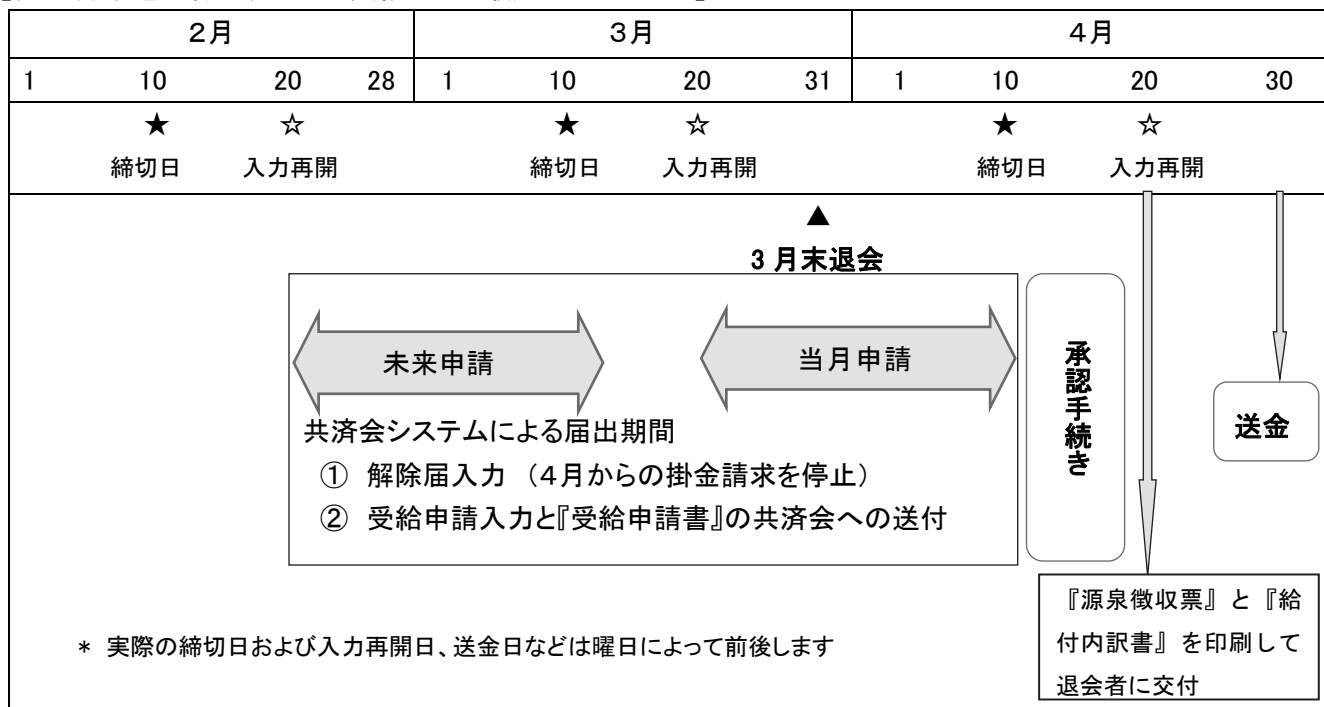 2月 3月 4月
1 10 20 28 1 10 20 31 1 10 20 30
★ ☆ ★ ☆ ★ ☆
締切日 入力再開 締切日 入力再開 締切日 入力再開
▲
3月末退会
未来申請 当月申請
承認手続き
送金
共済会システムによる届出期間
① 解除届入力 (4月からの掛金請求を停止)
② 受給申請入力と『受給申請書』の共済会への送付
『源泉徴収票』と『給
付内訳書』を印刷して
退会者に交付
* 実際の締切日および入力再開日、送金日などは曜日によって前後します